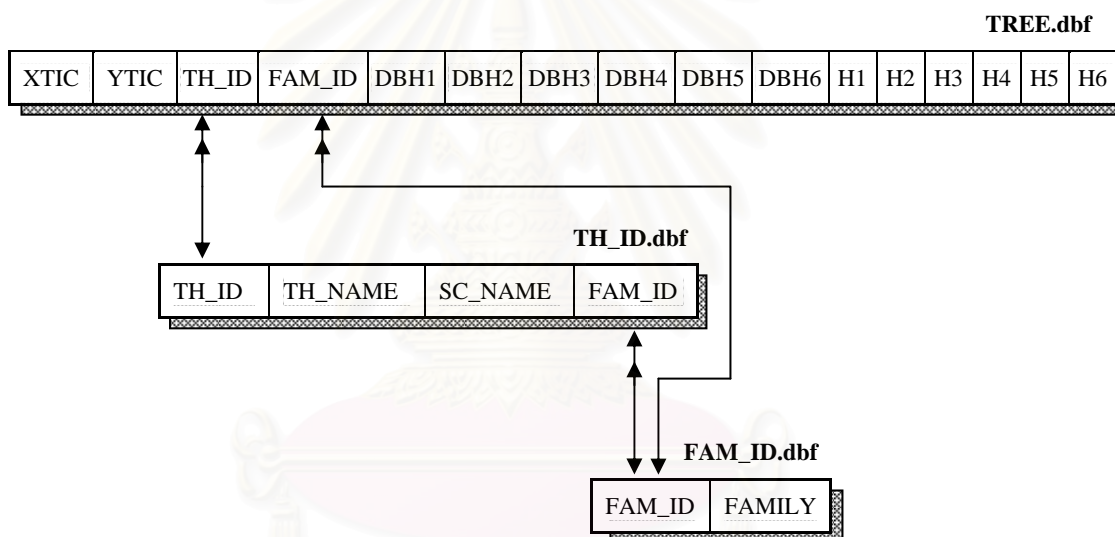 TREE.dbf
XTIC YTIC TH_ID FAM_ID DBH1 DBH2 DBH3 DBH4 DBH5 DBH6 H1 H2 H3 H4 H5 H6
TH_ID.dbf
TH_ID TH_NAME SC_NAME FAM_ID
FAM_ID.dbf
FAM_ID FAMILY